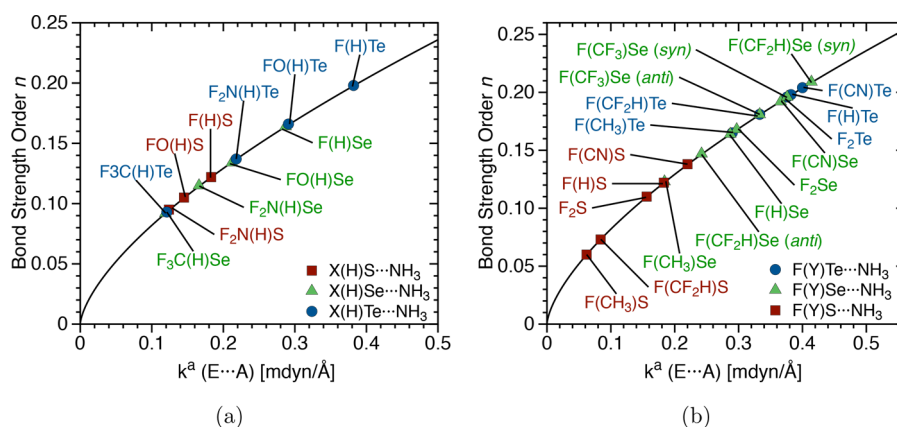 (a)
Bond Strength Order n
0.25
0.20
0.15
0.10
0.05
0
F(H)Te
FO(H)Te
F₂N(H)Te
F(H)S
FO(H)S
F3C(H)Te
F(H)Se
FO(H)Se
F₂N(H)Se
F₂N(H)S
F₃C(H)Se
X(H)S···NH₃
X(H)Se···NH₃
X(H)Te···NH₃
0 0.1 0.2 0.3 0.4 0.5
kᵃ (E···A) [mdyn/Å]
(a)
(b)
Bond Strength Order n
0.25
0.20
0.15
0.10
0.05
0
F(CF₃)Se (syn)
F(CF₂H)Se (syn)
F(CF₃)Se (anti)
F(CF₂H)Te
F(CH₃)Te
F(CN)S
F(H)S
F₂S
F(CN)Te
F(H)Te
F₂Te
F(CN)Se
F₂Se
F(H)Se
F(CF₂H)Se (anti)
F(CH₃)Se
F(CF₂H)S
F(CH₃)S
F(Y)Te···NH₃
F(Y)Se···NH₃
F(Y)S···NH₃
0 0.1 0.2 0.3 0.4 0.5
kᵃ (E···A) [mdyn/Å]
(b)